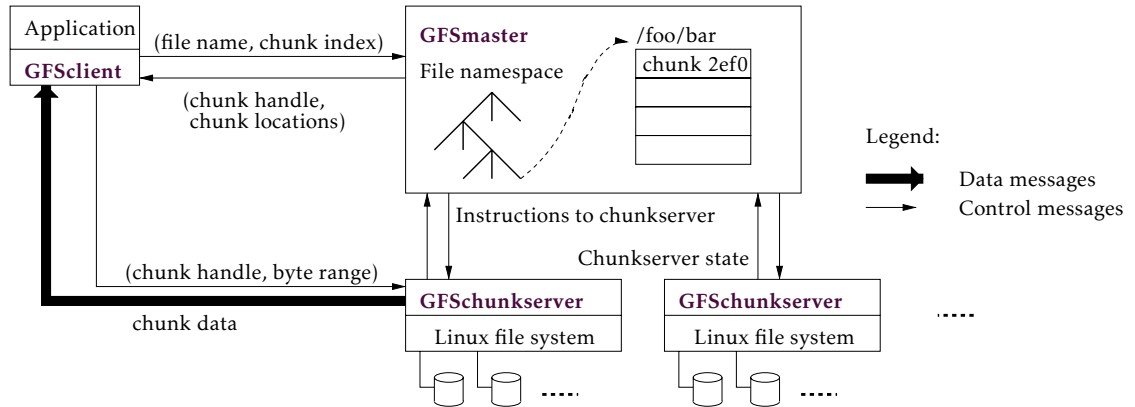 Application
GFSclient
(file name, chunk index)
(chunk handle,
chunk locations)
GFSmaster
File namespace
/foo/bar
chunk 2ef0
Legend:
Data messages
Control messages
Instructions to chunkserver
Chunkserver state
(chunk handle, byte range)
chunk data
GFSchunkserver
Linux file system
GFSchunkserver
Linux file system